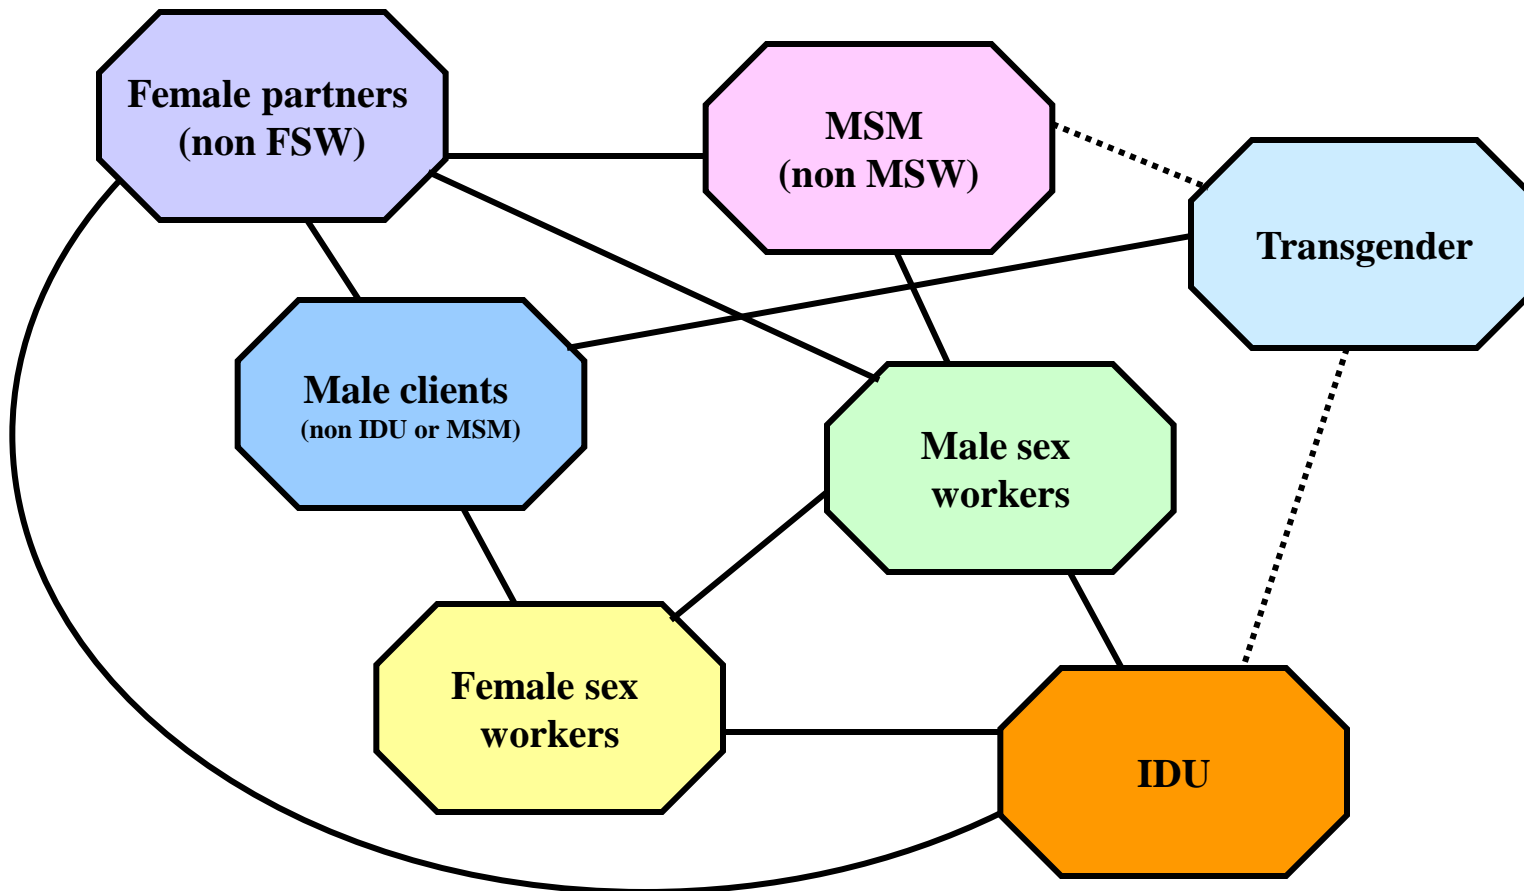 Female partners
(non FSW)
MSM
(non MSW)
Transgender
Male clients
(non IDU or MSM)
Male sex
workers
Female sex
workers
IDU